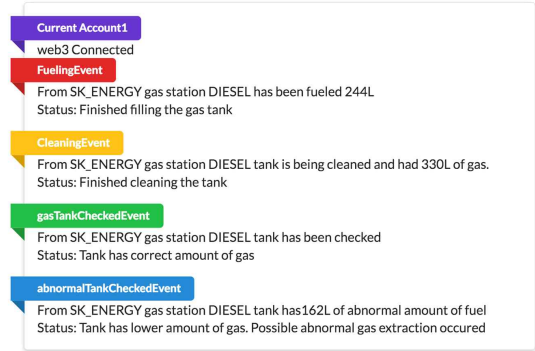 Current Account1
web3 Connected
FuelingEvent
From SK_ENERGY gas station DIESEL has been fueled 244L
Status: Finished filling the gas tank
CleaningEvent
From SK_ENERGY gas station DIESEL tank is being cleaned and had 330L of gas.
Status: Finished cleaning the tank
gasTankCheckedEvent
From SK_ENERGY gas station DIESEL tank has been checked
Status: Tank has correct amount of gas
abnormalTankCheckedEvent
From SK_ENERGY gas station DIESEL tank has162L of abnormal amount of fuel
Status: Tank has lower amount of gas. Possible abnormal gas extraction occured